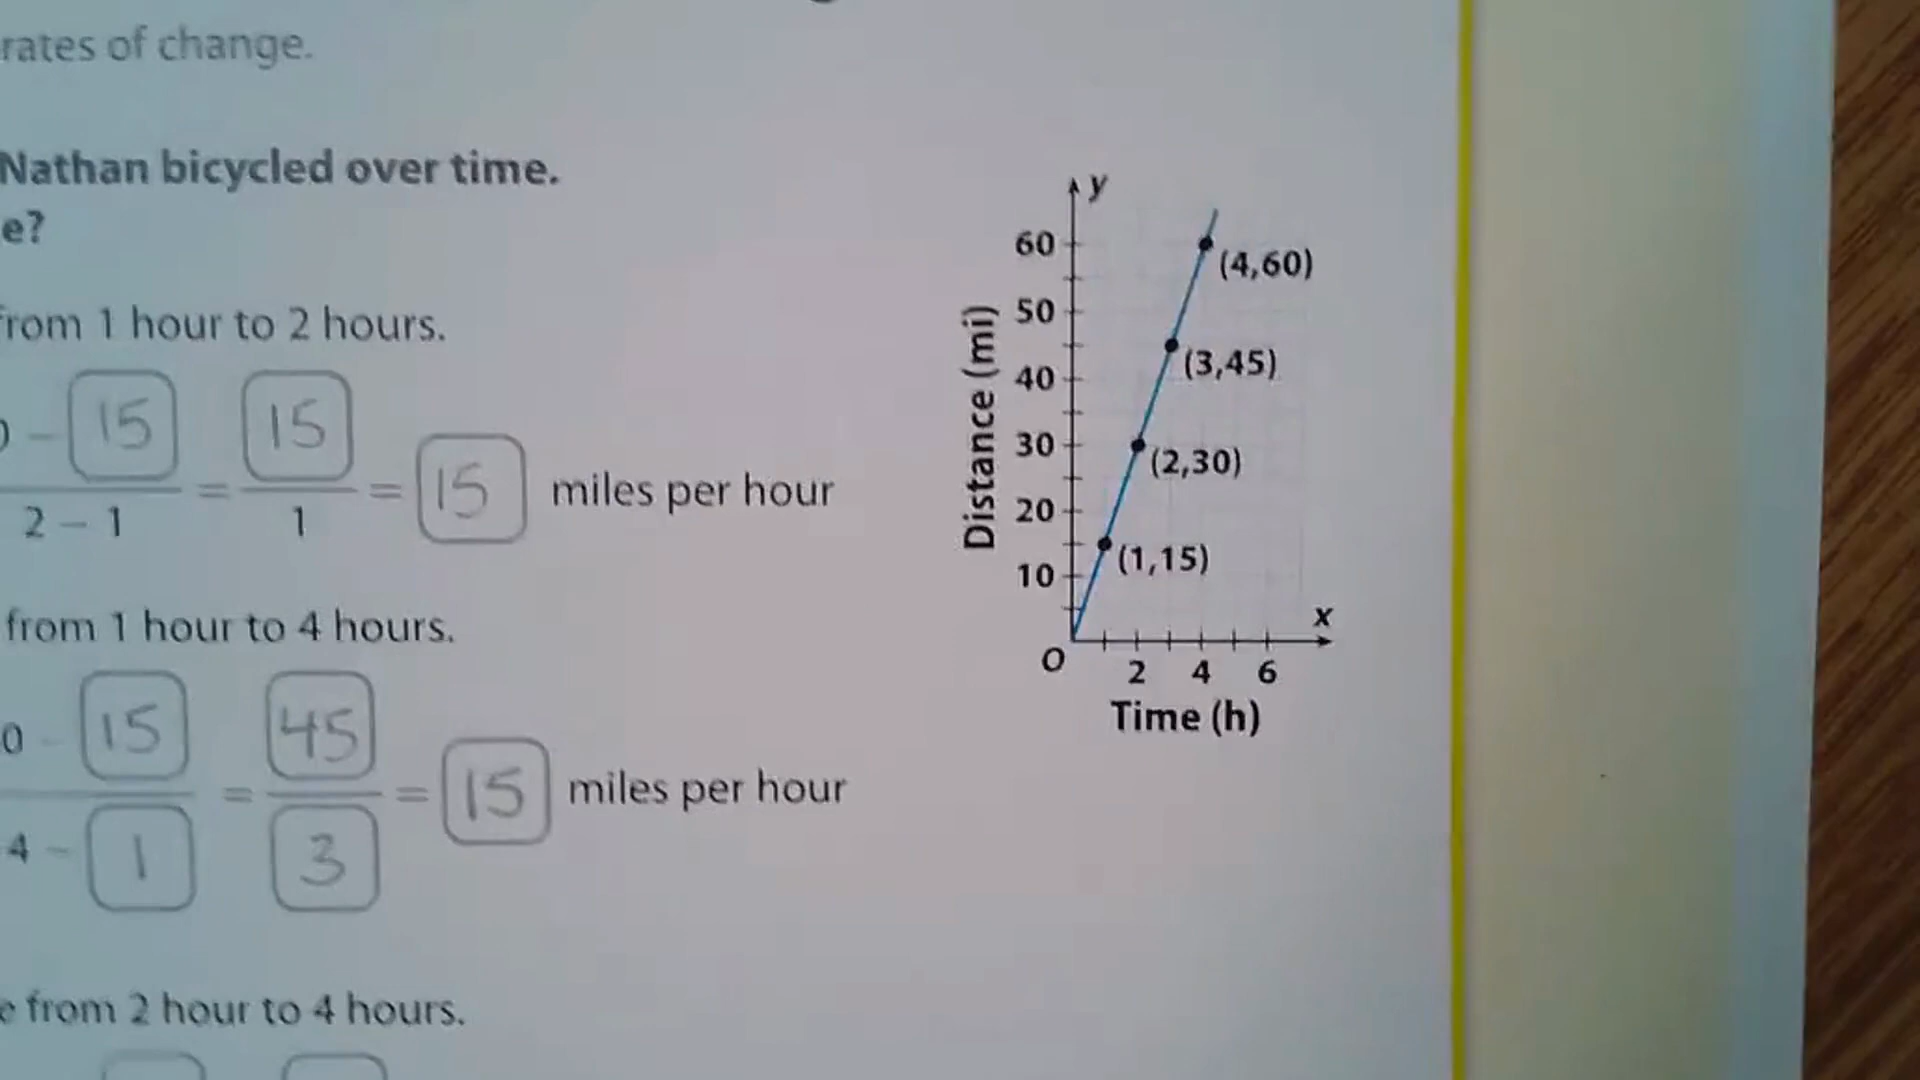 rates of change.
Nathan bicycled over time.
e?
from 1 hour to 2 hours.
– 15 15
= = 15 miles per hour
2 – 1 1
from 1 hour to 4 hours.
0 – 15 45
= = 15 miles per hour
4 – 1 3
e from 2 hour to 4 hours.
y
60
(4,60)
50
(3,45)
40
30
(2,30)
20
(1,15)
10
x
O
2 4 6
Time (h)
Distance (mi)